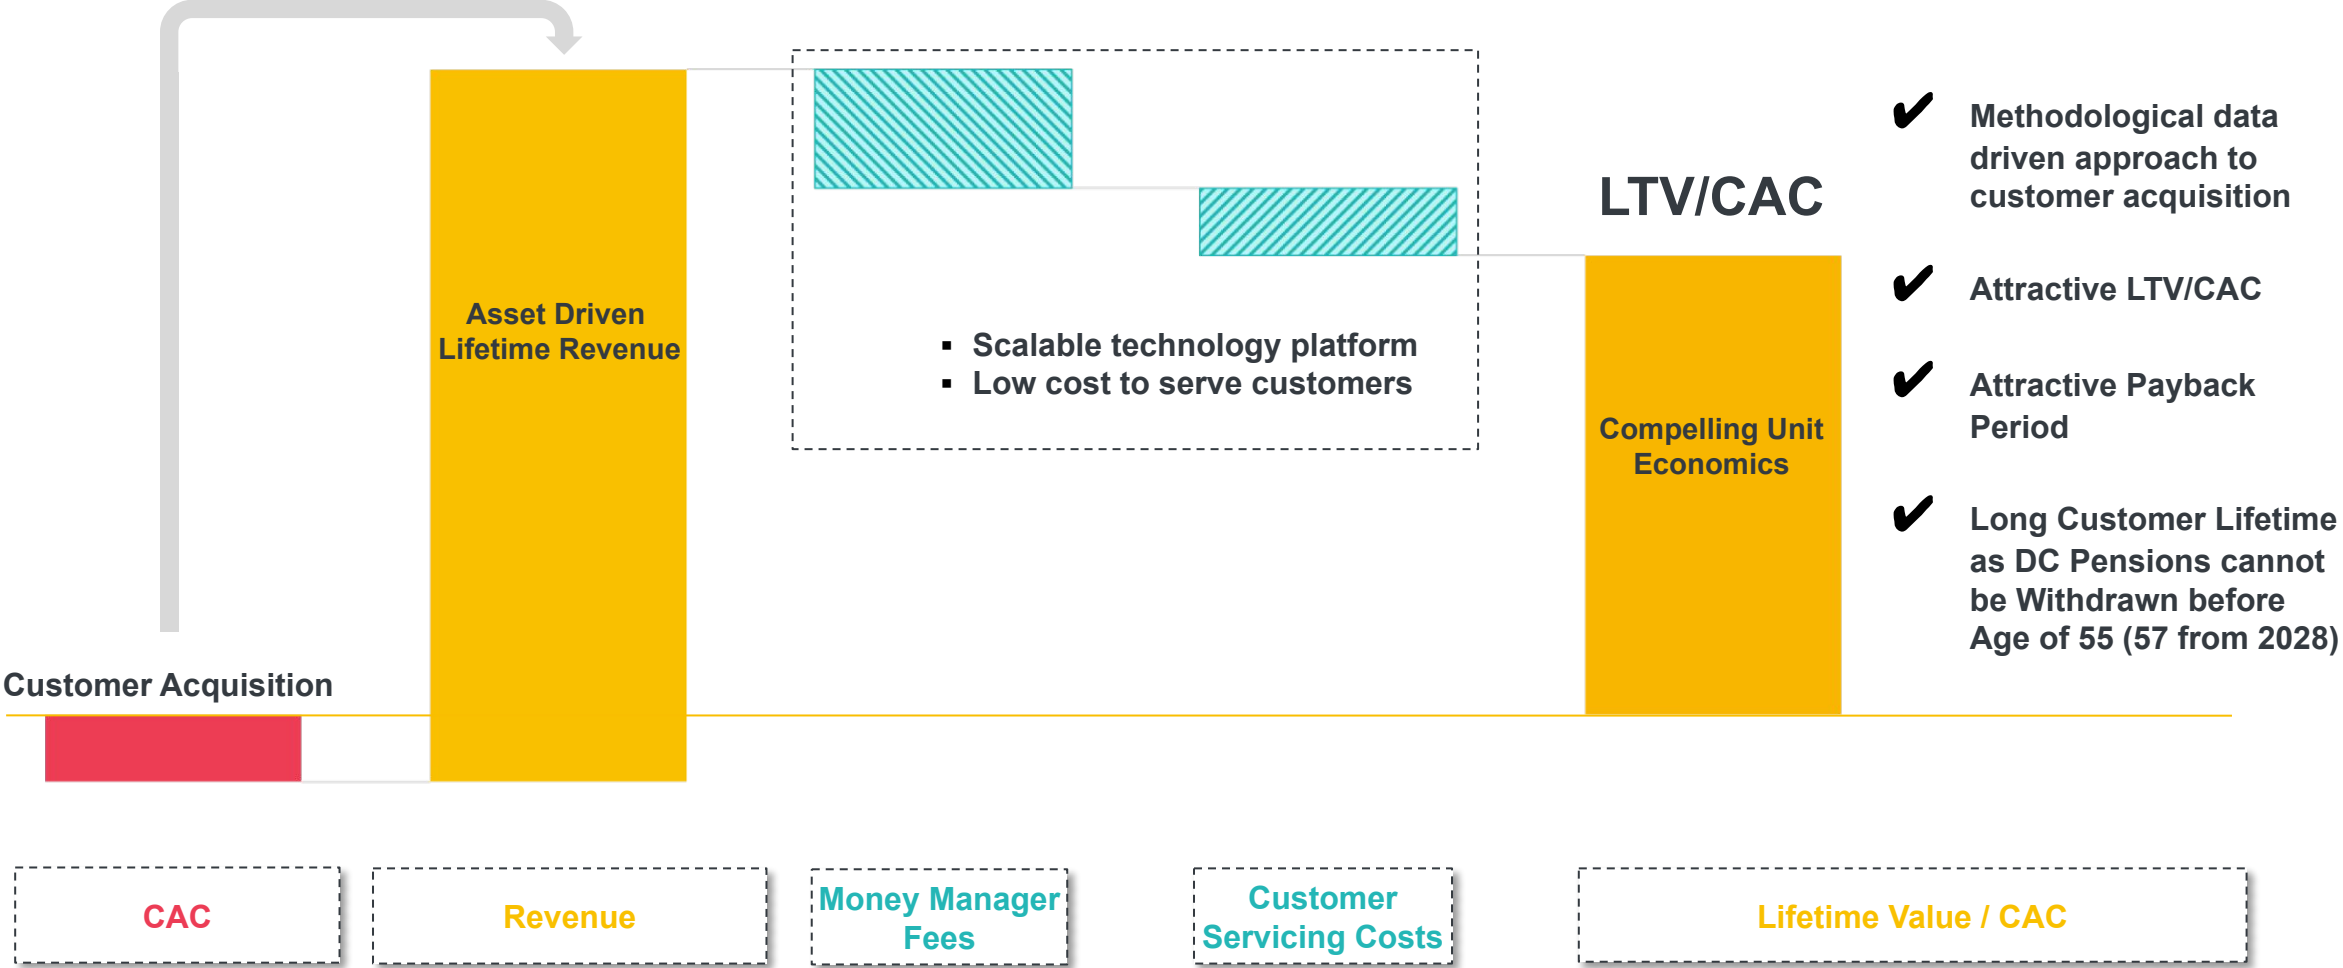 Customer Acquisition
Asset Driven
Lifetime Revenue
▪ Scalable technology platform
▪ Low cost to serve customers
LTV/CAC
Compelling Unit
Economics
✔ Methodological data
driven approach to
customer acquisition
✔ Attractive LTV/CAC
✔ Attractive Payback
Period
✔ Long Customer Lifetime
as DC Pensions cannot
be Withdrawn before
Age of 55 (57 from 2028)
CAC
Revenue
Money Manager
Fees
Customer
Servicing Costs
Lifetime Value / CAC